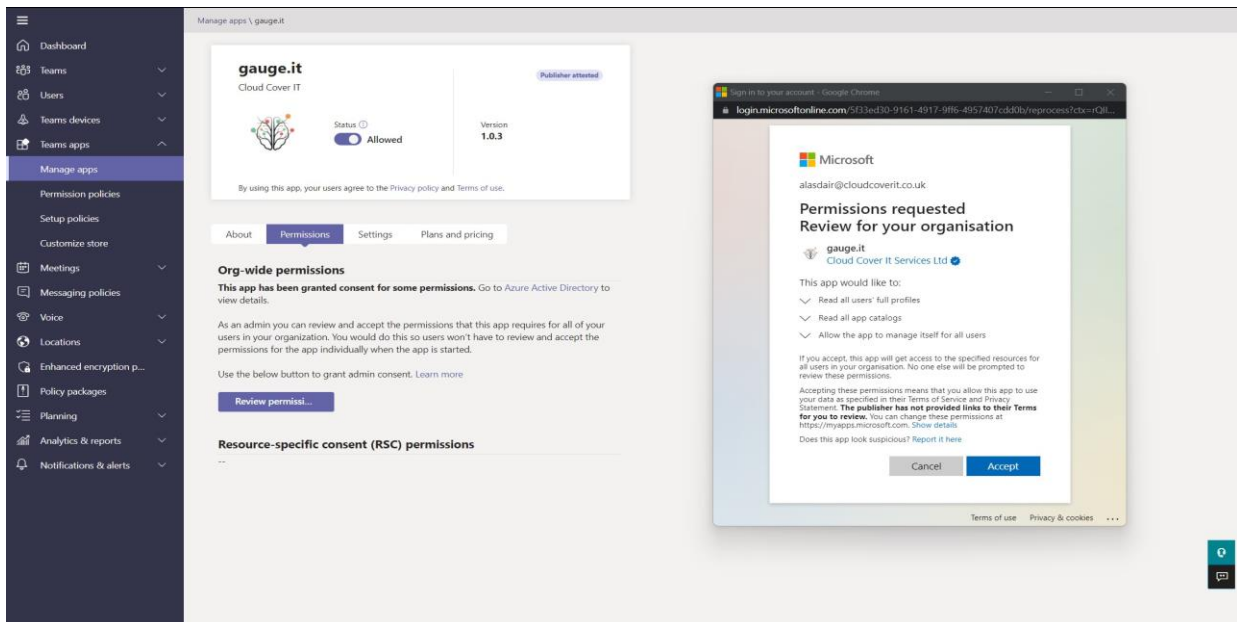 Manage apps \ gauge.it
Dashboard
Teams
Users
Teams devices
Teams apps
Manage apps
Permission policies
Setup policies
Customize store
Meetings
Messaging policies
Voice
Locations
Enhanced encryption p...
Policy packages
Planning
Analytics & reports
Notifications & alerts
gauge.it
Cloud Cover IT
Publisher attested
Status
Allowed
Version
1.0.3
By using this app, your users agree to the Privacy policy and Terms of use.
About Permissions Settings Plans and pricing
Org-wide permissions
This app has been granted consent for some permissions. Go to Azure Active Directory to
view details.
As an admin you can review and accept the permissions that this app requires for all of your
users in your organization. You would do this so users won't have to review and accept the
permissions for the app individually when the app is started.
Use the below button to grant admin consent. Learn more
Review permissi...
Resource-specific consent (RSC) permissions
--
Sign in to your account - Google Chrome
login.microsoftonline.com/5f33ed30-9161-4917-9ff6-4957407cdd0b/reprocess?ctx=rQII...
Microsoft
alasdair@cloudcoverit.co.uk
Permissions requested
Review for your organisation
gauge.it
Cloud Cover It Services Ltd
This app would like to:
Read all users' full profiles
Read all app catalogs
Allow the app to manage itself for all users
If you accept, this app will get access to the specified resources for
all users in your organisation. No one else will be prompted to
review these permissions.
Accepting these permissions means that you allow this app to use
your data as specified in their Terms of Service and Privacy
Statement. The publisher has not provided links to their Terms
for you to review. You can change these permissions at
https://myapps.microsoft.com. Show details
Does this app look suspicious? Report it here
Cancel Accept
Terms of use Privacy & cookies ...